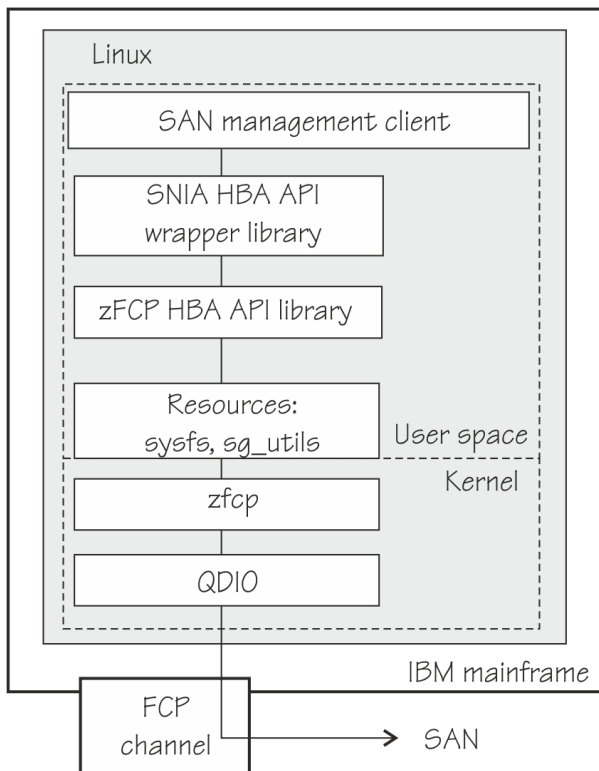 Linux
SAN management client
SNIA HBA API
wrapper library
zFCP HBA API library
Resources:
sysfs, sg_utils
User space
Kernel
zfcp
QDIO
IBM mainframe
FCP
channel
SAN